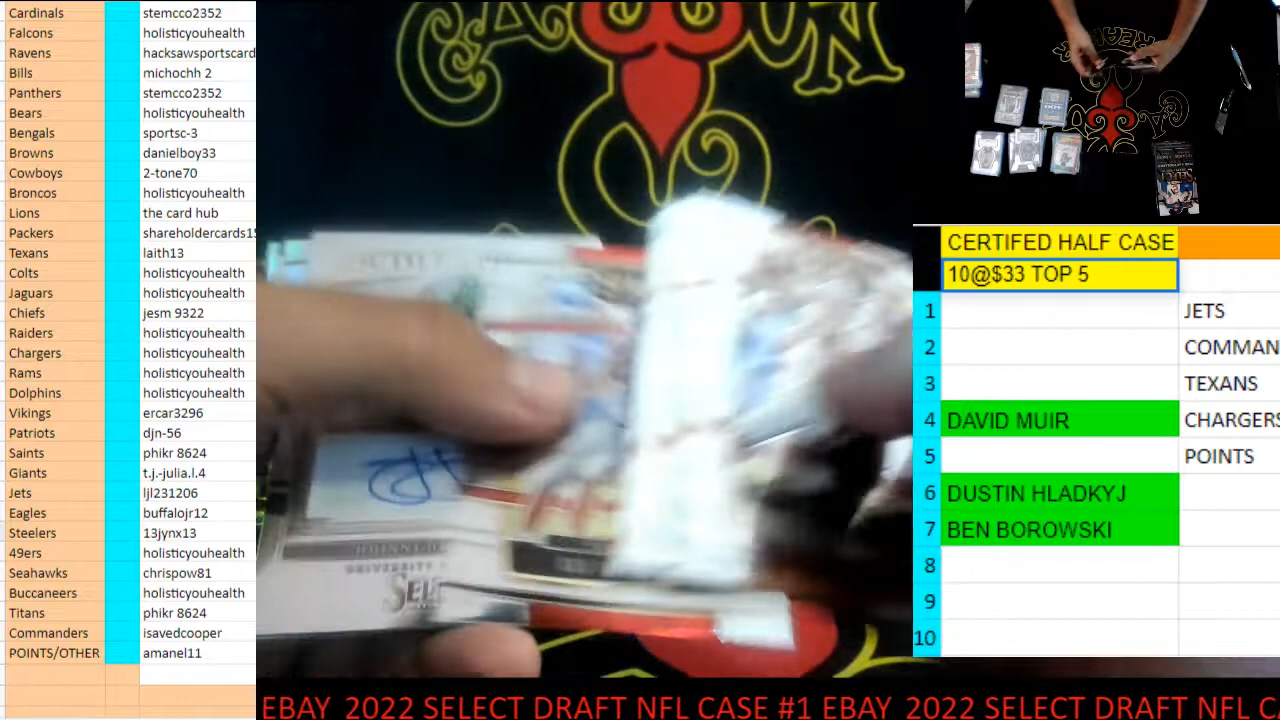 Cardinals stemcco2352
Falcons holisticyouhealth
Ravens hacksawsportscard
Bills michochh 2
Panthers stemcco2352
Bears holisticyouhealth
Bengals sportsc-3
Browns danielboy33
Cowboys 2-tone70
Broncos holisticyouhealth
Lions the card hub
Packers shareholdercards15
Texans laith13
Colts holisticyouhealth
Jaguars holisticyouhealth
Chiefs jesm 9322
Raiders holisticyouhealth
Chargers holisticyouhealth
Rams holisticyouhealth
Dolphins holisticyouhealth
Vikings ercar3296
Patriots djn-56
Saints phikr 8624
Giants t.j.-julia.l.4
Jets ljl231206
Eagles buffalojr12
Steelers 13jynx13
49ers holisticyouhealth
Seahawks chrispow81
Buccaneers holisticyouhealth
Titans phikr 8624
Commanders isavedcooper
POINTS/OTHER amanel11
UNIVERSITY
CERTIFED HALF CASE
10@$33 TOP 5
1 JETS
2 COMMAN
3 TEXANS
4 DAVID MUIR CHARGERS
5 POINTS
6 DUSTIN HLADKYJ
7 BEN BOROWSKI
8
9
10
EBAY 2022 SELECT DRAFT NFL CASE #1 EBAY 2022 SELECT DRAFT NFL C